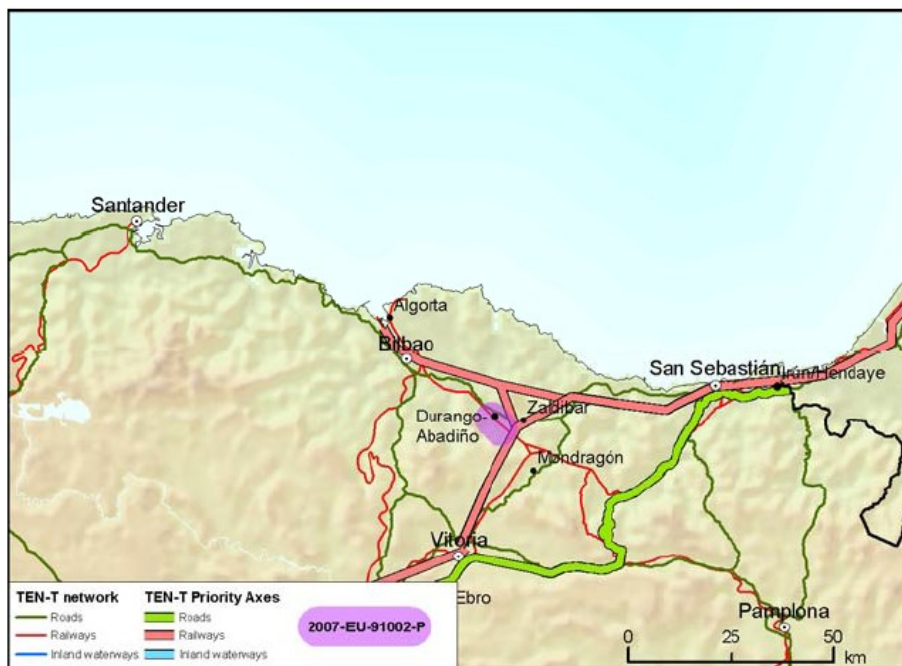 Santander
Algorta
Bilbao
San Sebastián
Irún/Hendaye
Durango-
Abadiño
Zaldibar
Mondragón
Vitoria
Ebro
Pamplona
TEN-T network
Roads
Railways
Inland waterways
TEN-T Priority Axes
Roads
Railways
Inland waterways
2007-EU-91002-P
0 25 50
km